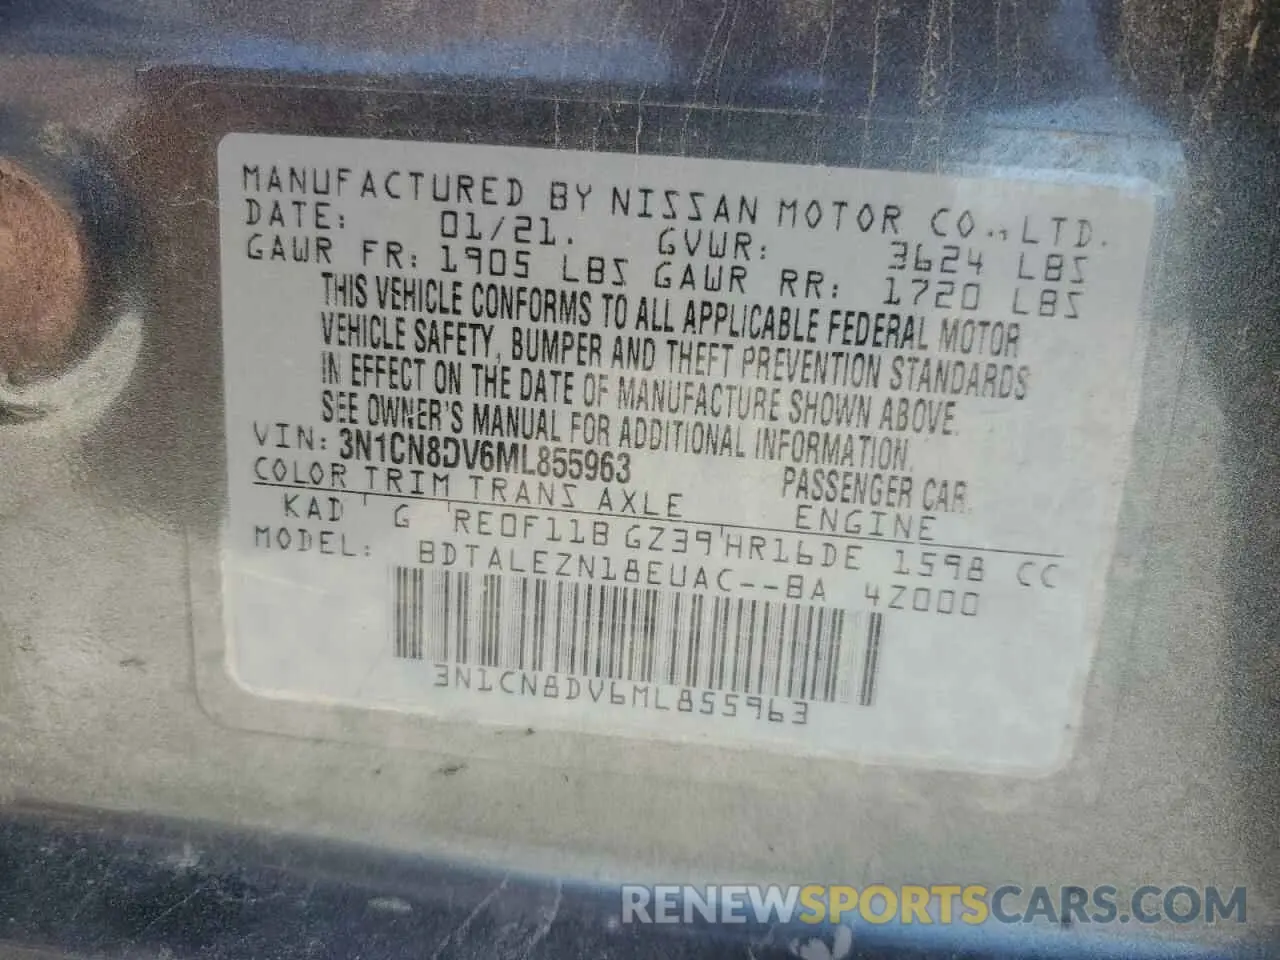 MANUFACTURED BY NISSAN MOTOR CO., LTD.
DATE: 01/21. GVWR: 3624 LBS
GAWR FR: 1905 LBS GAWR RR: 1720 LBS
THIS VEHICLE CONFORMS TO ALL APPLICABLE FEDERAL MOTOR
VEHICLE SAFETY, BUMPER AND THEFT PREVENTION STANDARDS
IN EFFECT ON THE DATE OF MANUFACTURE SHOWN ABOVE.
SEE OWNER'S MANUAL FOR ADDITIONAL INFORMATION.
VIN: 3N1CN8DV6ML855963 PASSENGER CAR
COLOR TRIM TRANS AXLE ENGINE
KAD G RE0F11B GZ39 HR16DE 1598 CC
MODEL: BDTALEZN18EUAC--BA 4Z000
3N1CN8DV6ML855963
RENEWSPORTSCARS.COM